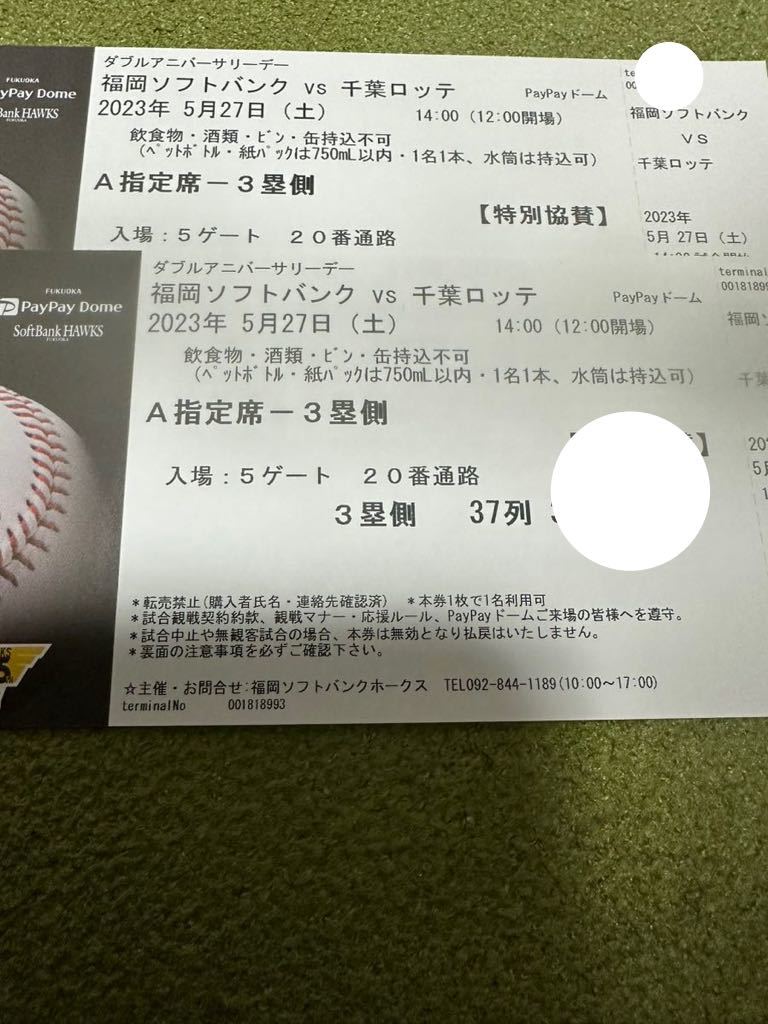 FUKUOKA
yPay Dome
Bank HAWKS
FUKUOKA
ダブルアニバーサリーデー
福岡ソフトバンク VS 千葉ロッテ PayPayドーム
2023年 5月27日(土) 14:00(12:00開場)
飲食物・酒類・ビン・缶持込不可
(ペットボトル・紙パックは750mL以内・1名1本、水筒は持込可)
A指定席-3塁側
【特別協賛】
入場:5ゲート 20番通路
te
00
福岡ソフトバンク
VS
千葉ロッテ
2023年
5月 27日(土)
FUKUOKA
PayPay Dome
SoftBank HAWKS
FUKUOKA
ダブルアニバーサリーデー
福岡ソフトバンク VS 千葉ロッテ PayPayドーム
2023年 5月27日(土) 14:00(12:00開場)
飲食物・酒類・ビン・缶持込不可
(ペットボトル・紙パックは750mL以内・1名1本、水筒は持込可)
A指定席-3塁側
】
入場:5ゲート 20番通路
3塁側 37列
*転売禁止(購入者氏名・連絡先確認済) *本券1枚で1名利用可
*試合観戦契約約款、観戦マナー・応援ルール、PayPayドームご来場の皆様へを遵守。
*試合中止や無観客試合の場合、本券は無効となり払戻はいたしません。
*裏面の注意事項を必ずご確認下さい。
☆主催・お問合せ:福岡ソフトバンクホークス TEL092-844-1189(10:00~17:00)
terminalNo 001818993
terminal
00181899
福岡ソ
千葉
202
5月
1